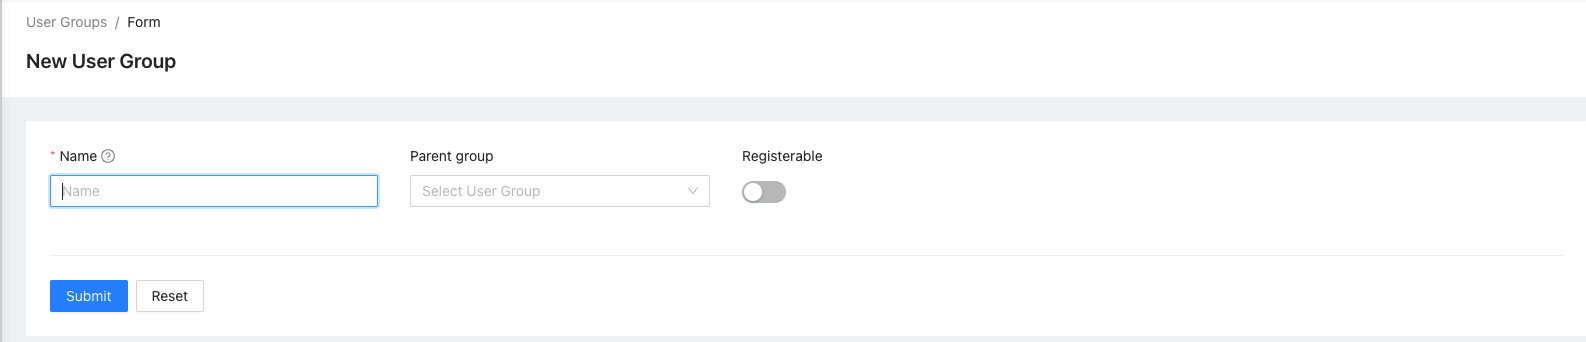 User Groups / Form
New User Group
* Name Parent group Registerable
Name Select User Group
Submit Reset